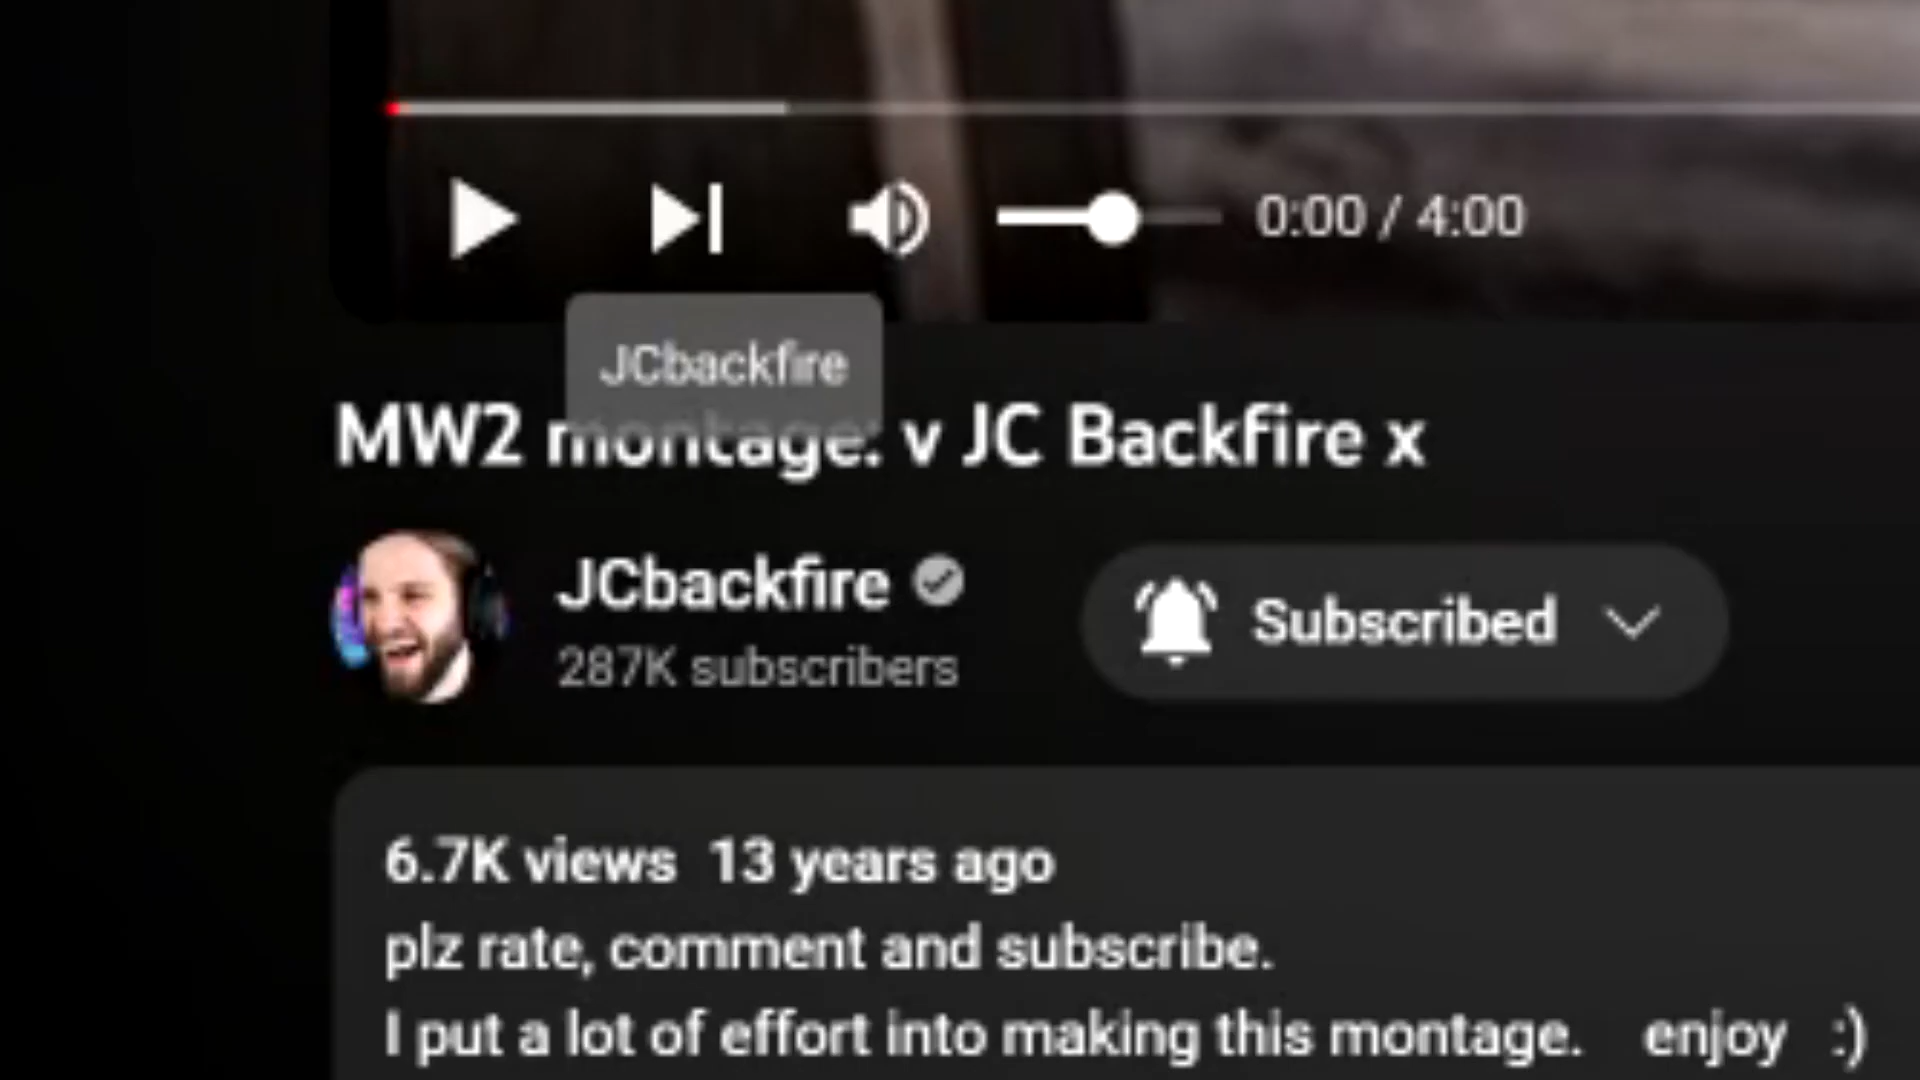 0:00 / 4:00
JCbackfire
MW2 montage: v JC Backfire x
JCbackfire
287K subscribers
Subscribed
6.7K views 13 years ago
plz rate, comment and subscribe.
I put a lot of effort into making this montage. enjoy :)